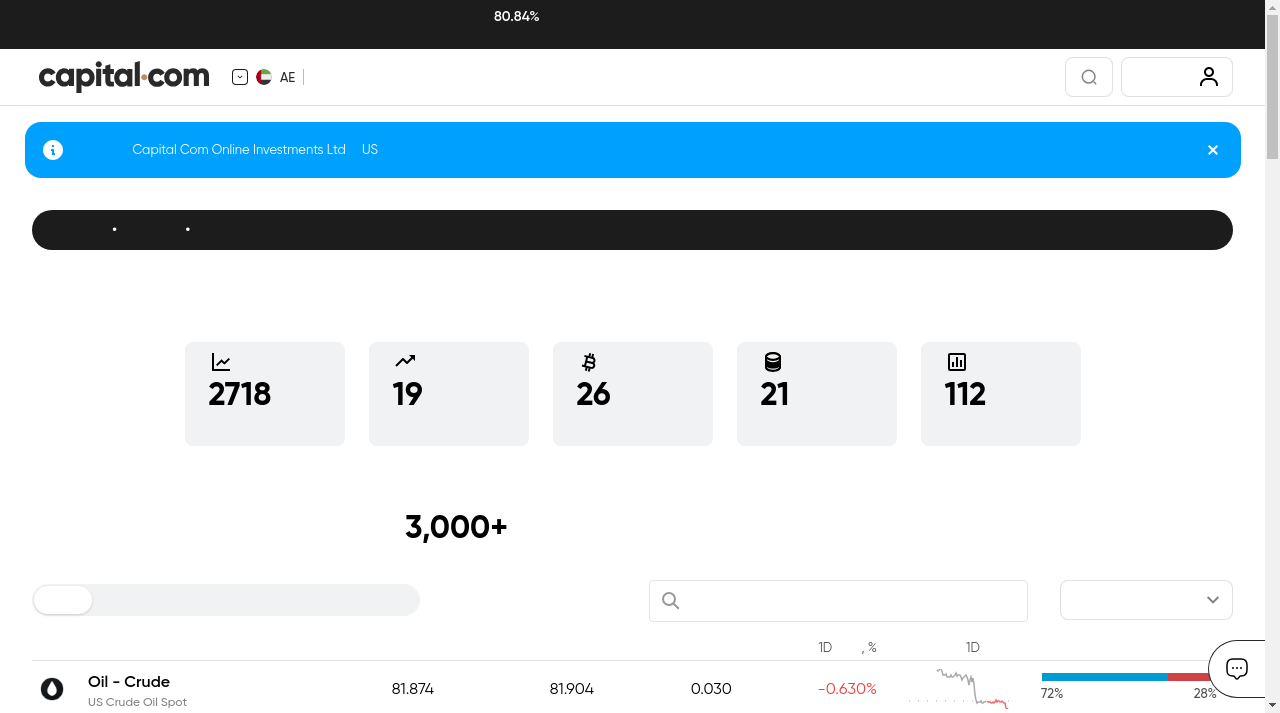 80.84%
capital.com
AE
Capital Com Online Investments Ltd US
2718
19
26
21
112
3,000+
1D , % 1D
Oil - Crude 81.874 81.904 0.030 -0.630%
US Crude Oil Spot 72% 28%